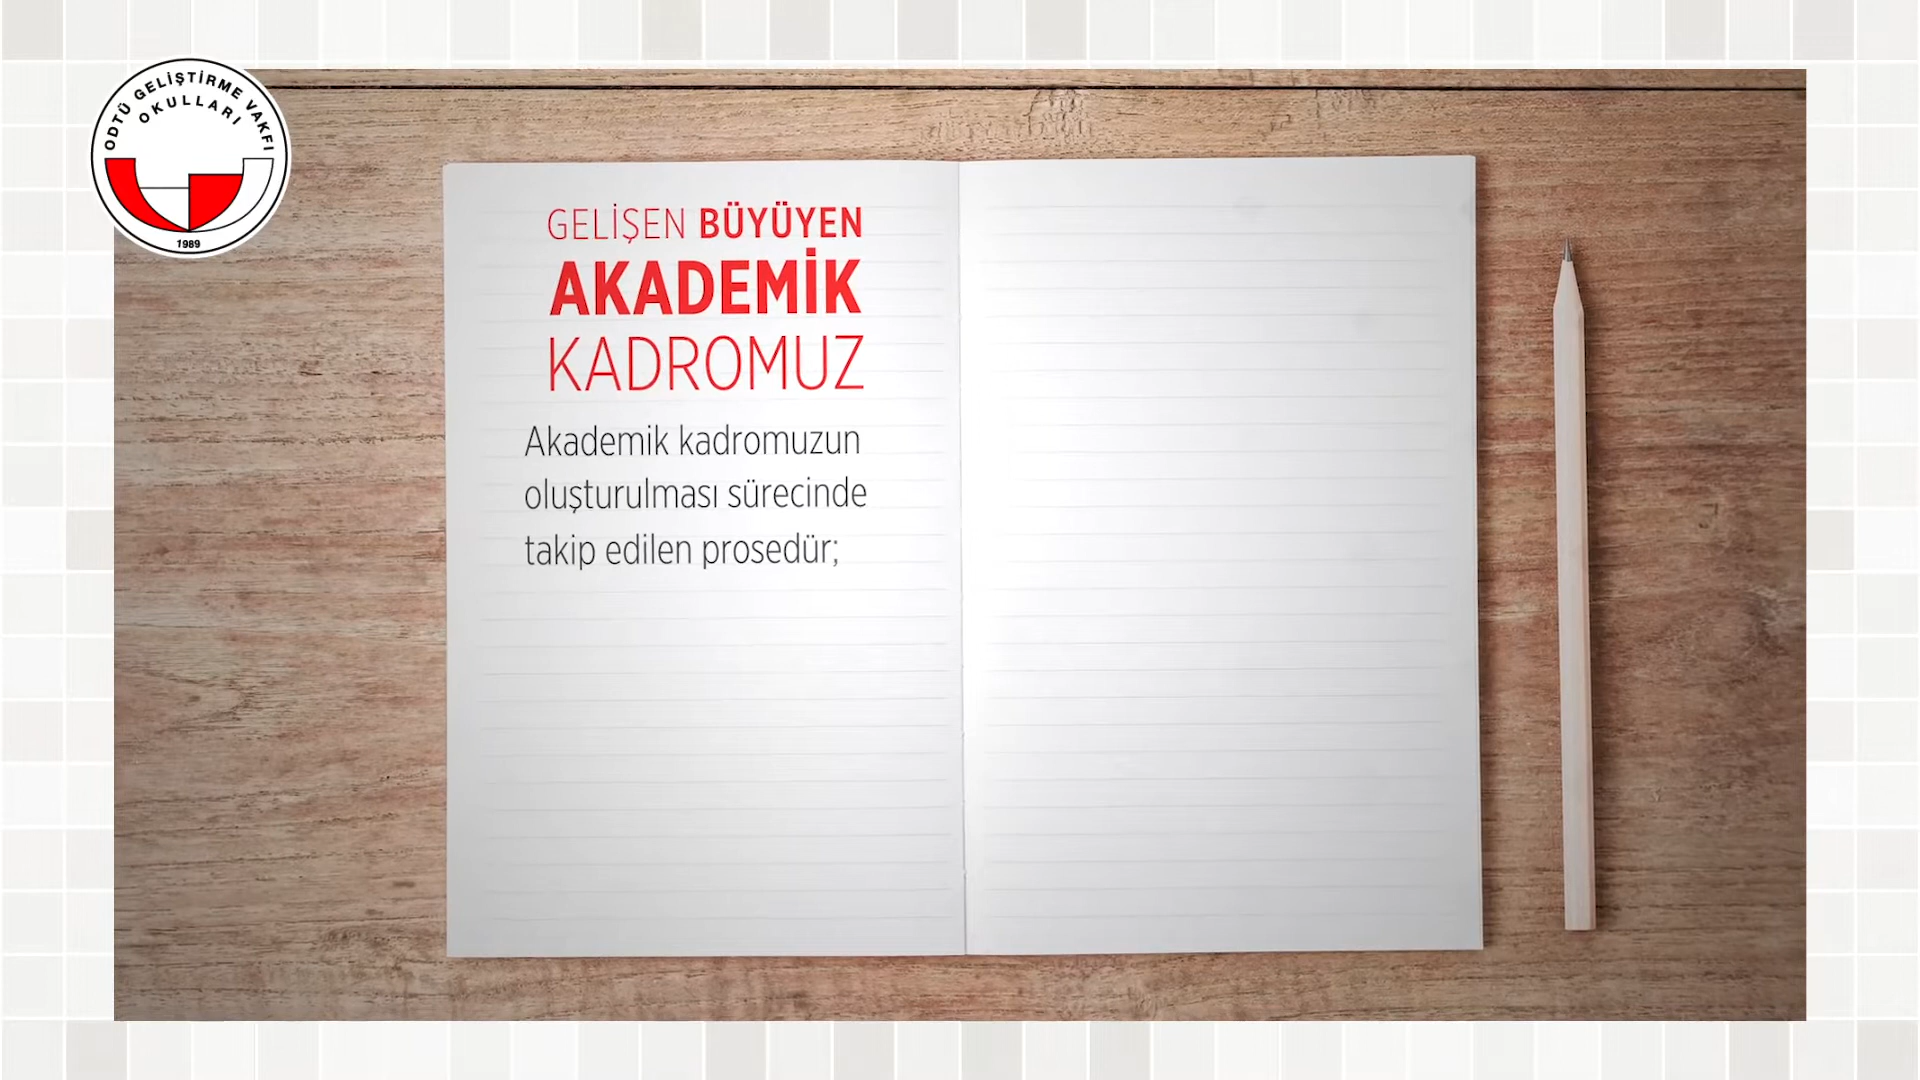 ODTÜ GELİŞTİRME VAKFI
OKULLARI
1989
GELİŞEN BÜYÜYEN
AKADEMİK
KADROMUZ
Akademik kadromuzun
oluşturulması sürecinde
takip edilen prosedür;